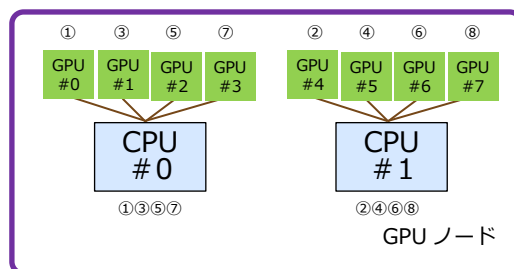 ① ③ ⑤ ⑦ ② ④ ⑥ ⑧
GPU #0 GPU #1 GPU #2 GPU #3 GPU #4 GPU #5 GPU #6 GPU #7
CPU #0 CPU #1
①③⑤⑦ ②④⑥⑧
GPU ノード